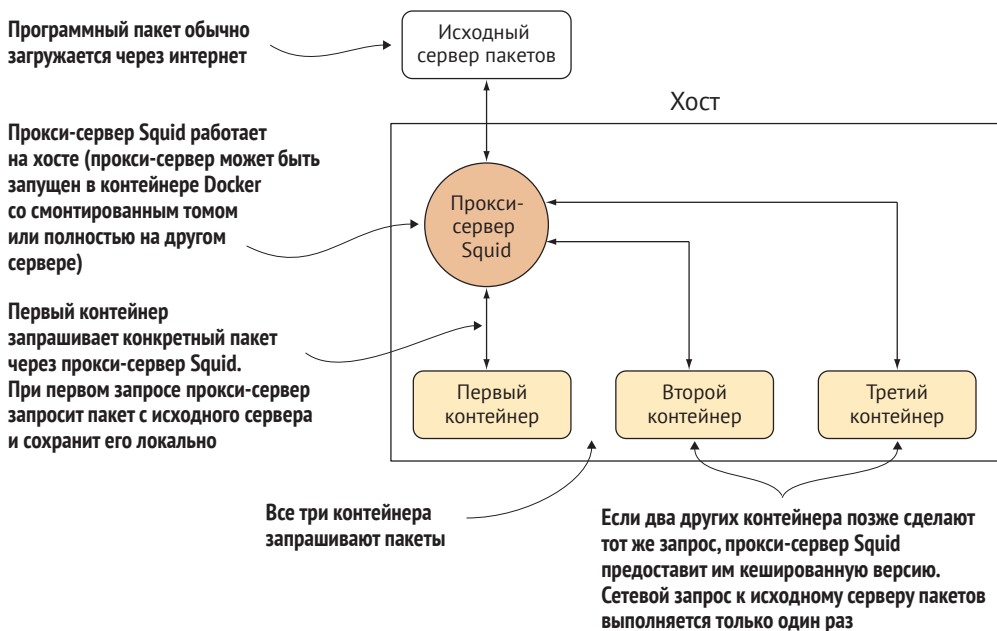 Программный пакет обычно
загружается через интернет
Исходный
сервер пакетов
Хост
Прокси-сервер Squid работает
на хосте (прокси-сервер может быть
запущен в контейнере Docker
со смонтированным томом
или полностью на другом
сервере)
Прокси-
сервер
Squid
Первый контейнер
запрашивает конкретный пакет
через прокси-сервер Squid.
При первом запросе прокси-сервер
запросит пакет с исходного сервера
и сохранит его локально
Первый
контейнер
Второй
контейнер
Третий
контейнер
Все три контейнера
запрашивают пакеты
Если два других контейнера позже сделают
тот же запрос, прокси-сервер Squid
предоставит им кешированную версию.
Сетевой запрос к исходному серверу пакетов
выполняется только один раз